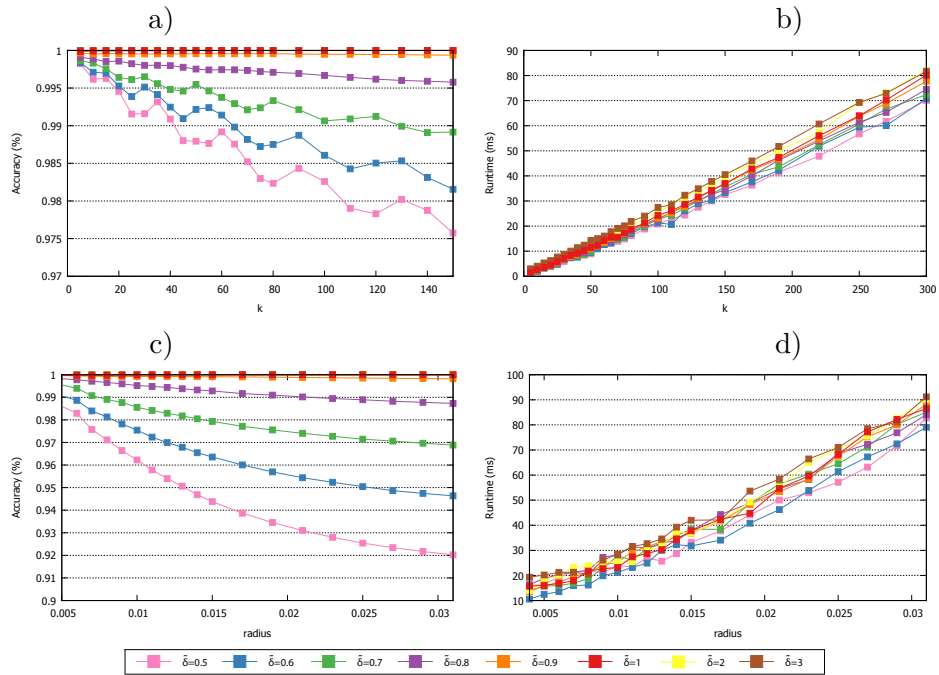 a)
b)
1
0.995
0.99
0.985
0.98
0.975
0.97
Accuracy (%)
0 20 40 60 80 100 120 140
k
90
80
70
60
50
40
30
20
10
0
Runtime (ms)
0 50 100 150 200 250 300
k
c)
d)
1
0.99
0.98
0.97
0.96
0.95
0.94
0.93
0.92
0.91
0.9
Accuracy (%)
0.005 0.01 0.015 0.02 0.025 0.03
radius
100
90
80
70
60
50
40
30
20
10
Runtime (ms)
0.005 0.01 0.015 0.02 0.025 0.03
radius
δ̃=0.5 δ̃=0.6 δ̃=0.7 δ̃=0.8 δ̃=0.9 δ̃=1 δ̃=2 δ̃=3